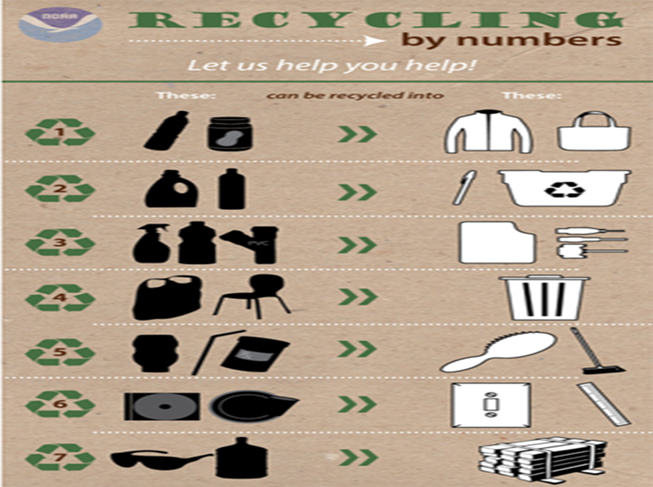 NOAA
RECYCLING
by numbers
Let us help you help!
These: can be recycled into These:
1
2
3
PVC
4
5
6
7